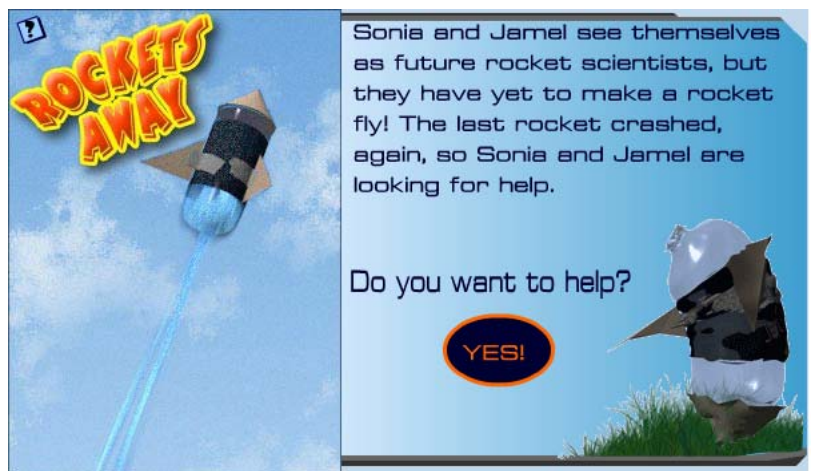 ?
ROCKETS
AWAY
Sonia and Jamel see themselves
as future rocket scientists, but
they have yet to make a rocket
fly! The last rocket crashed,
again, so Sonia and Jamel are
looking for help.
Do you want to help?
YES!